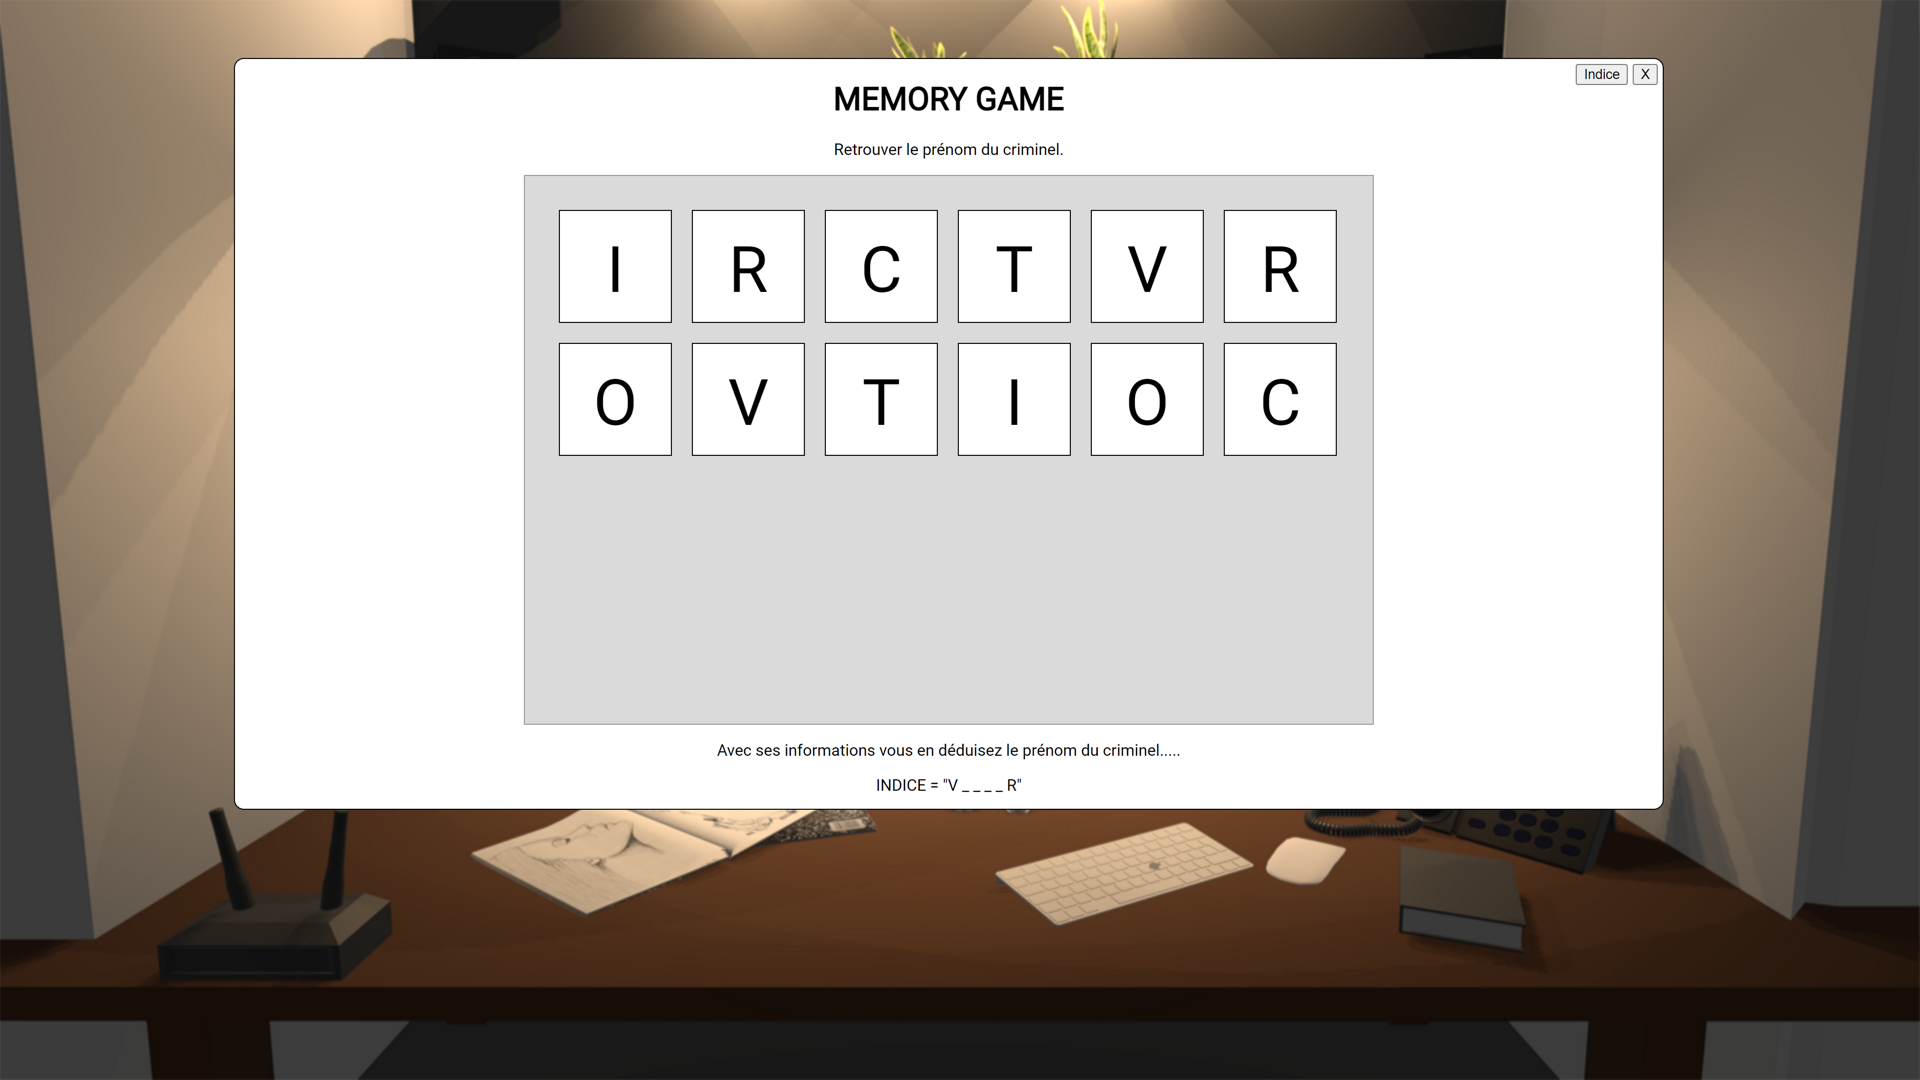 Indice X
MEMORY GAME
Retrouver le prénom du criminel.
I R C T V R
O V T I O C
Avec ses informations vous en déduisez le prénom du criminel.....
INDICE = "V _ _ _ _ R"